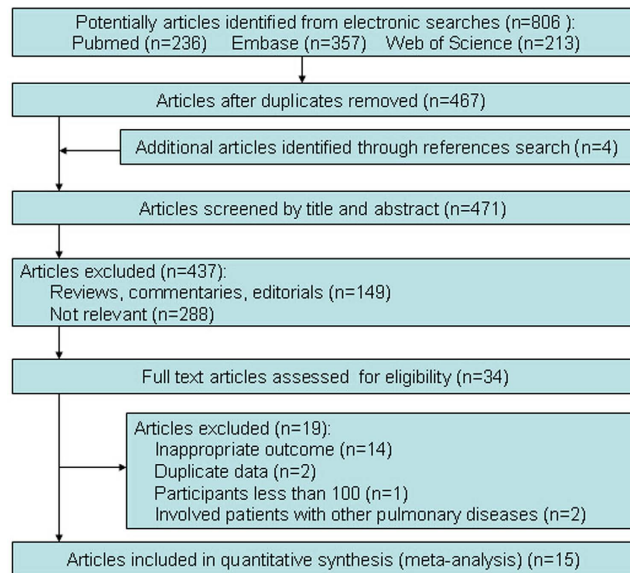 Potentially articles identified from electronic searches (n=806 ):
Pubmed (n=236) Embase (n=357) Web of Science (n=213)
Articles after duplicates removed (n=467)
Additional articles identified through references search (n=4)
Articles screened by title and abstract (n=471)
Articles excluded (n=437):
Reviews, commentaries, editorials (n=149)
Not relevant (n=288)
Full text articles assessed for eligibility (n=34)
Articles excluded (n=19):
Inappropriate outcome (n=14)
Duplicate data (n=2)
Participants less than 100 (n=1)
Involved patients with other pulmonary diseases (n=2)
Articles included in quantitative synthesis (meta-analysis) (n=15)